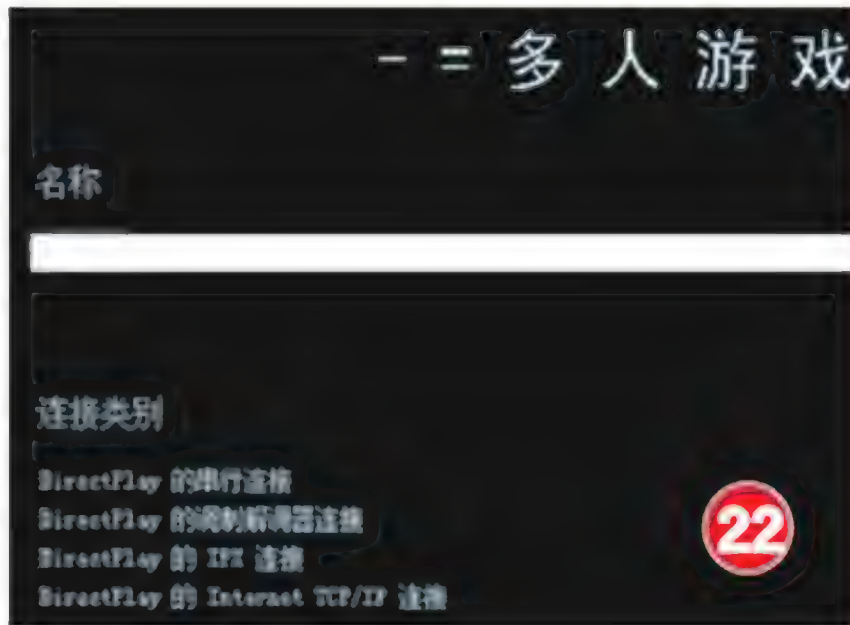 - = 多 人 游 戏
名称
连接类别
DirectPlay 的串行连接
DirectPlay 的调制解调器连接
DirectPlay 的 IPX 连接
DirectPlay 的 Internet TCP/IP 连接
22